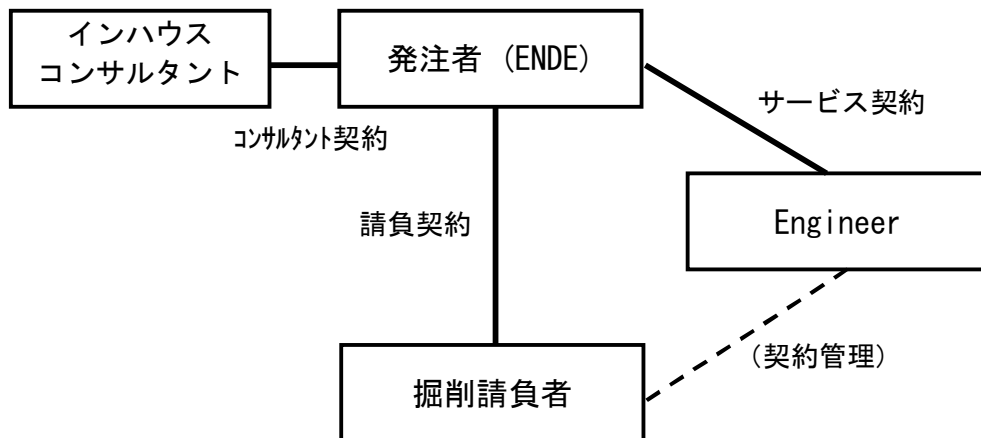 インハウス
コンサルタント
発注者 (ENDE)
サービス契約
ｺﾝｻﾙﾀﾝﾄ契約
請負契約
Engineer
(契約管理)
掘削請負者